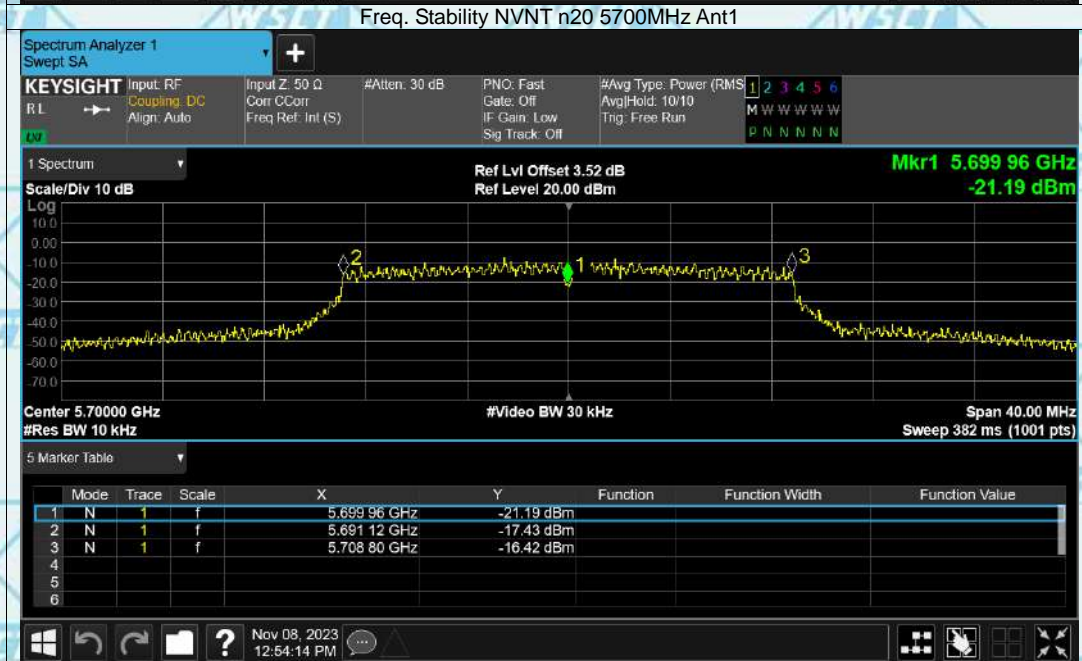 Freq. Stability NVNT n20 5700MHz Ant1
Spectrum Analyzer 1
Swept SA
+
KEYSIGHT Input: RF Input Z: 50 Ω #Atten: 30 dB PNO: Fast #Avg Type: Power (RMS 1 2 3 4 5 6
RL Coupling: DC Corr CCorr Gate: Off Avg|Hold: 10/10 M W W W W W
Align: Auto Freq Ref: Int (S) IF Gain: Low Trig: Free Run
Sig Track: Off P N N N N N
LXI
1 Spectrum Ref Lvl Offset 3.52 dB Mkr1 5.699 96 GHz
Scale/Div 10 dB Ref Level 20.00 dBm -21.19 dBm
Log
10.0
0.00
-10.0 2 1 3
-20.0
-30.0
-40.0
-50.0
-60.0
-70.0
Center 5.70000 GHz #Video BW 30 kHz Span 40.00 MHz
#Res BW 10 kHz Sweep 382 ms (1001 pts)
5 Marker Table
Mode Trace Scale X Y Function Function Width Function Value
1 N 1 f 5.699 96 GHz -21.19 dBm
2 N 1 f 5.691 12 GHz -17.43 dBm
3 N 1 f 5.708 80 GHz -16.42 dBm
4
5
6
? Nov 08, 2023
12:54:14 PM